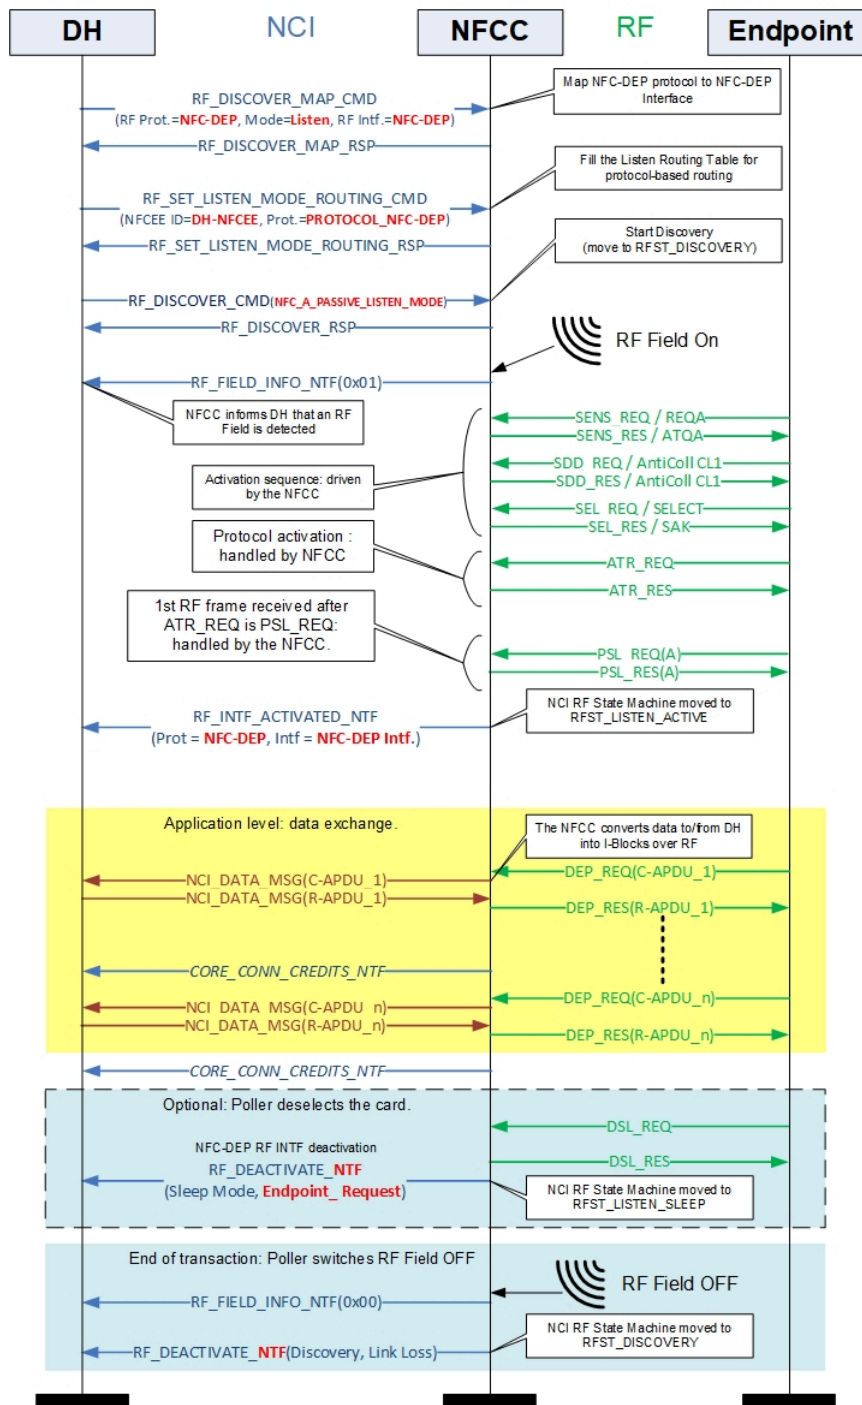 DH
NCI
NFCC
RF
Endpoint
RF_DISCOVER_MAP_CMD
(RF Prot.=NFC-DEP, Mode=Listen, RF Intf.=NFC-DEP)
Map NFC-DEP protocol to NFC-DEP
Interface
RF_DISCOVER_MAP_RSP
Fill the Listen Routing Table for
protocol-based routing
RF_SET_LISTEN_MODE_ROUTING_CMD
(NFCEE ID=DH-NFCEE, Prot.=PROTOCOL_NFC-DEP)
RF_SET_LISTEN_MODE_ROUTING_RSP
Start Discovery
(move to RFST_DISCOVERY)
RF_DISCOVER_CMD(NFC_A_PASSIVE_LISTEN_MODE)
RF_DISCOVER_RSP
RF Field On
RF_FIELD_INFO_NTF(0x01)
NFCC informs DH that an RF
Field is detected
SENS_REQ / REQA
SENS_RES / ATQA
SDD_REQ / AntiColl CL1
SDD_RES / AntiColl CL1
Activation sequence: driven
by the NFCC
SEL_REQ / SELECT
SEL_RES / SAK
Protocol activation :
handled by NFCC
ATR_REQ
ATR_RES
1st RF frame received after
ATR_REQ is PSL_REQ:
handled by the NFCC.
PSL_REQ(A)
PSL_RES(A)
RF_INTF_ACTIVATED_NTF
(Prot = NFC-DEP, Intf = NFC-DEP Intf.)
NCI RF State Machine moved to
RFST_LISTEN_ACTIVE
Application level: data exchange.
The NFCC converts data to/from DH
into I-Blocks over RF
DEP_REQ(C-APDU_1)
NCI_DATA_MSG(C-APDU_1)
NCI_DATA_MSG(R-APDU_1)
DEP_RES(R-APDU_1)
CORE_CONN_CREDITS_NTF
DEP_REQ(C-APDU_n)
NCI_DATA_MSG(C-APDU_n)
NCI_DATA_MSG(R-APDU_n)
DEP_RES(R-APDU_n)
CORE_CONN_CREDITS_NTF
Optional: Poller deselects the card.
DSL_REQ
NFC-DEP RF INTF deactivation
RF_DEACTIVATE_NTF
(Sleep Mode, Endpoint_ Request)
DSL_RES
NCI RF State Machine moved to
RFST_LISTEN_SLEEP
End of transaction: Poller switches RF Field OFF
RF Field OFF
RF_FIELD_INFO_NTF(0x00)
NCI RF State Machine moved to
RFST_DISCOVERY
RF_DEACTIVATE_NTF(Discovery, Link Loss)